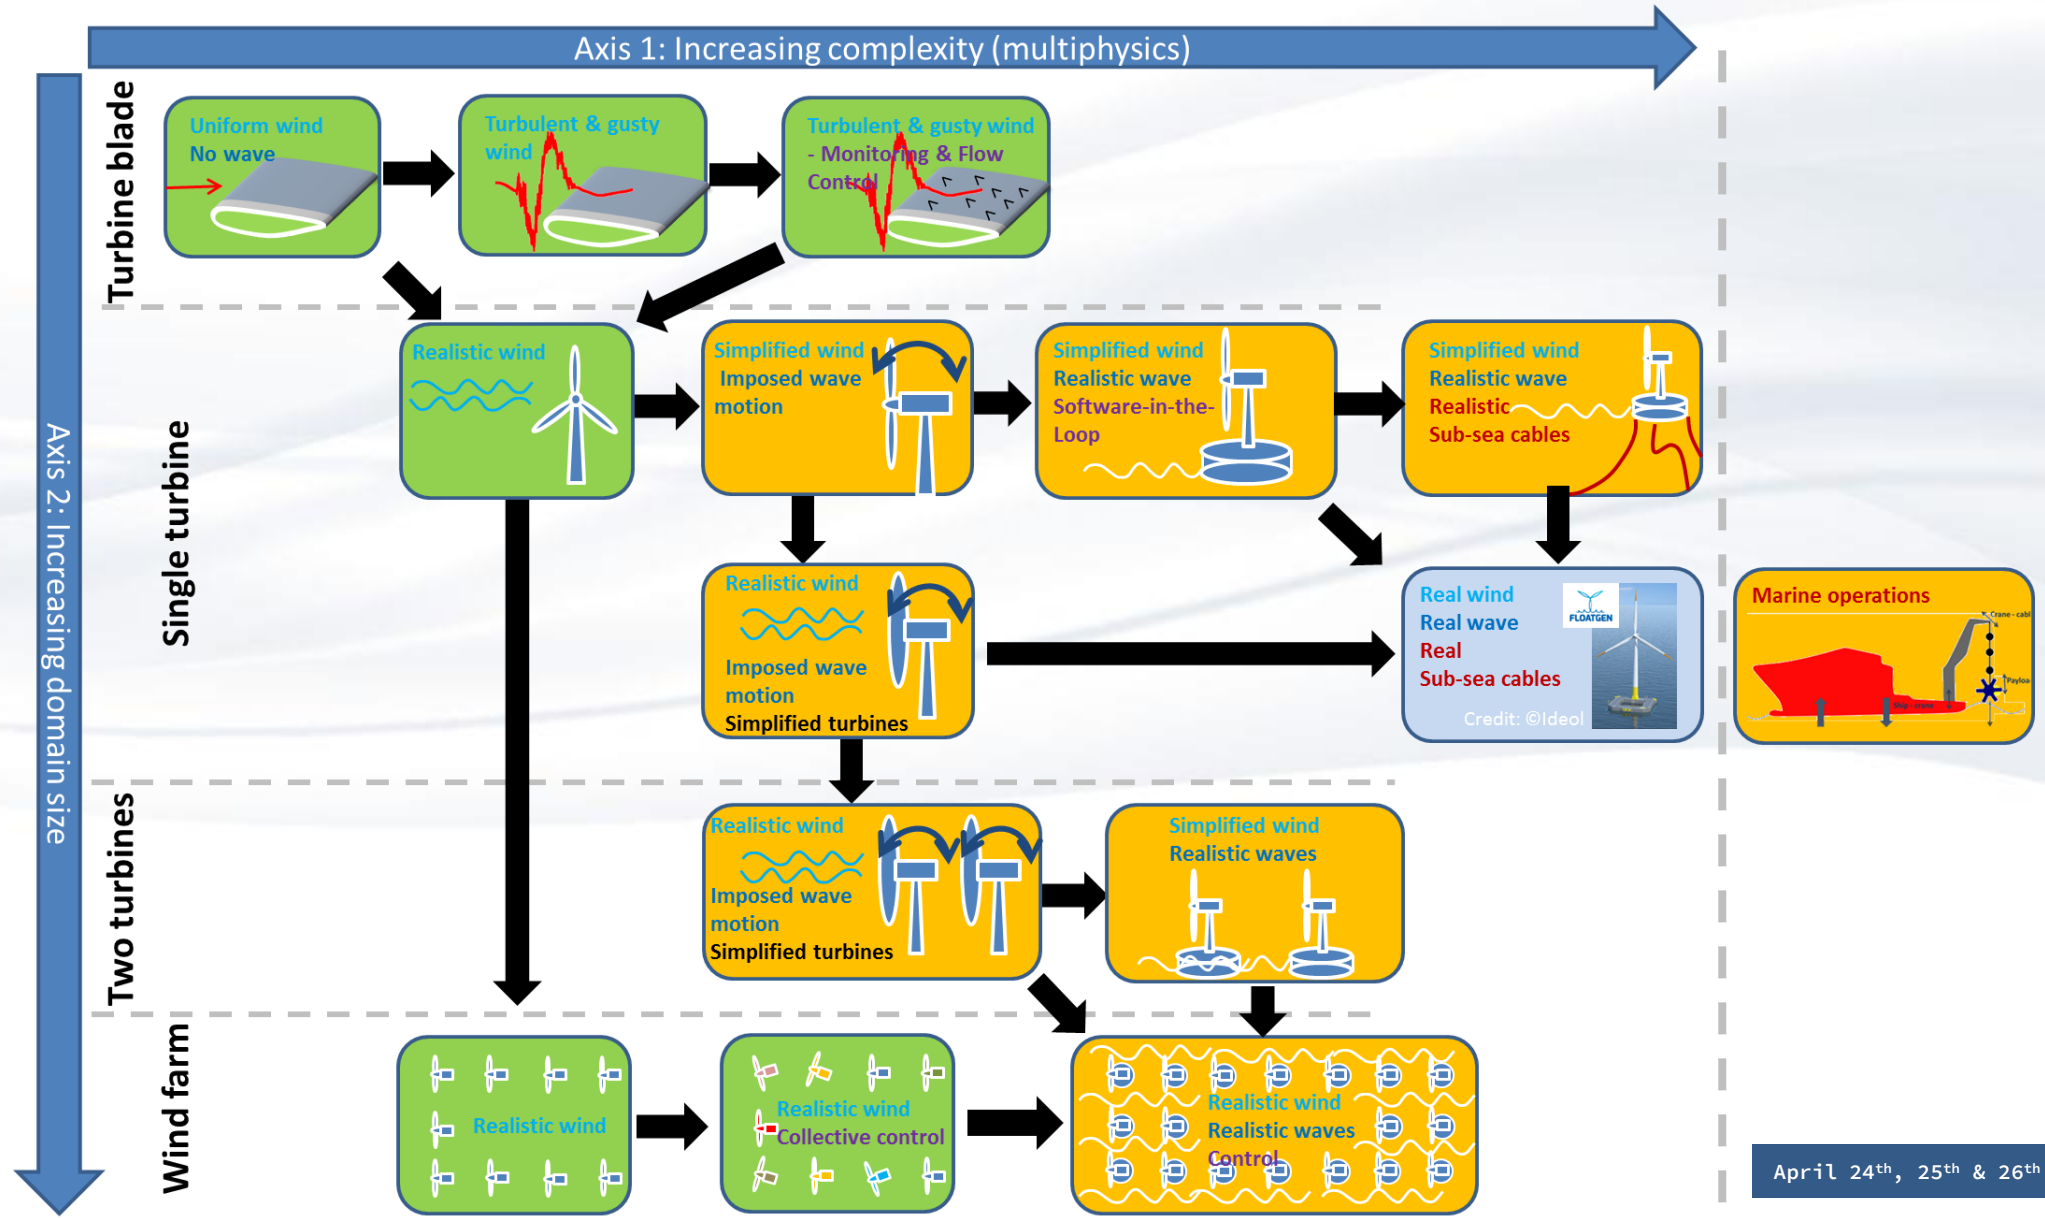 Axis 1: Increasing complexity (multiphysics)
Axis 2: Increasing domain size
Turbine blade
Uniform wind
No wave
Turbulent & gusty
wind
Turbulent & gusty wind
- Monitoring & Flow
Control
Single turbine
Realistic wind
Simplified wind
Imposed wave
motion
Simplified wind
Realistic wave
Software-in-the-
Loop
Simplified wind
Realistic wave
Realistic
Sub-sea cables
Realistic wind
Imposed wave
motion
Simplified turbines
Real wind
Real wave
Real
Sub-sea cables
FLOATGEN
Credit: ©Ideol
Marine operations
Crane - cabl
Payloa
Ship - crane
Two turbines
Realistic wind
Imposed wave
motion
Simplified turbines
Simplified wind
Realistic waves
Wind farm
Realistic wind
Realistic wind
Collective control
Realistic wind
Realistic waves
Control
April 24th, 25th & 26th